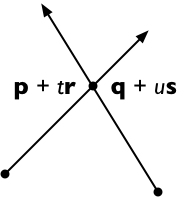 p + tr q + us